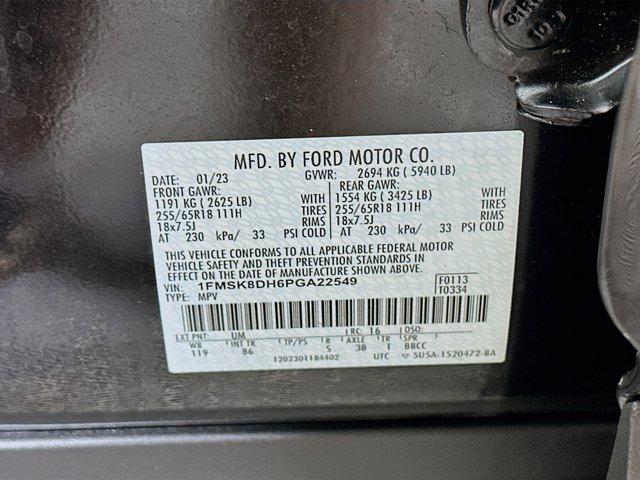 MFD. BY FORD MOTOR CO.
DATE: 01/23 GVWR: 2694 KG ( 5940 LB)
FRONT GAWR: REAR GAWR:
1191 KG ( 2625 LB) WITH 1554 KG ( 3425 LB) WITH
255/65R18 111H TIRES 255/65R18 111H TIRES
18x7.5J RIMS 18x7.5J RIMS
AT 230 kPa/ 33 PSI COLD AT 230 kPa/ 33 PSI COLD
THIS VEHICLE CONFORMS TO ALL APPLICABLE FEDERAL MOTOR
VEHICLE SAFETY AND THEFT PREVENTION STANDARDS IN
EFFECT ON THE DATE OF MANUFACTURE SHOWN ABOVE.
VIN: 1FMSK8DH6PGA22549 F0113
TYPE: MPV T0334
EXT PNT: UM RC: 16 DSO:
WB INT TR TP/PS R AXLE TR SPR
119 86 S 38 T BBCC
1202301184402 UTC 5U5A-1520472-BA